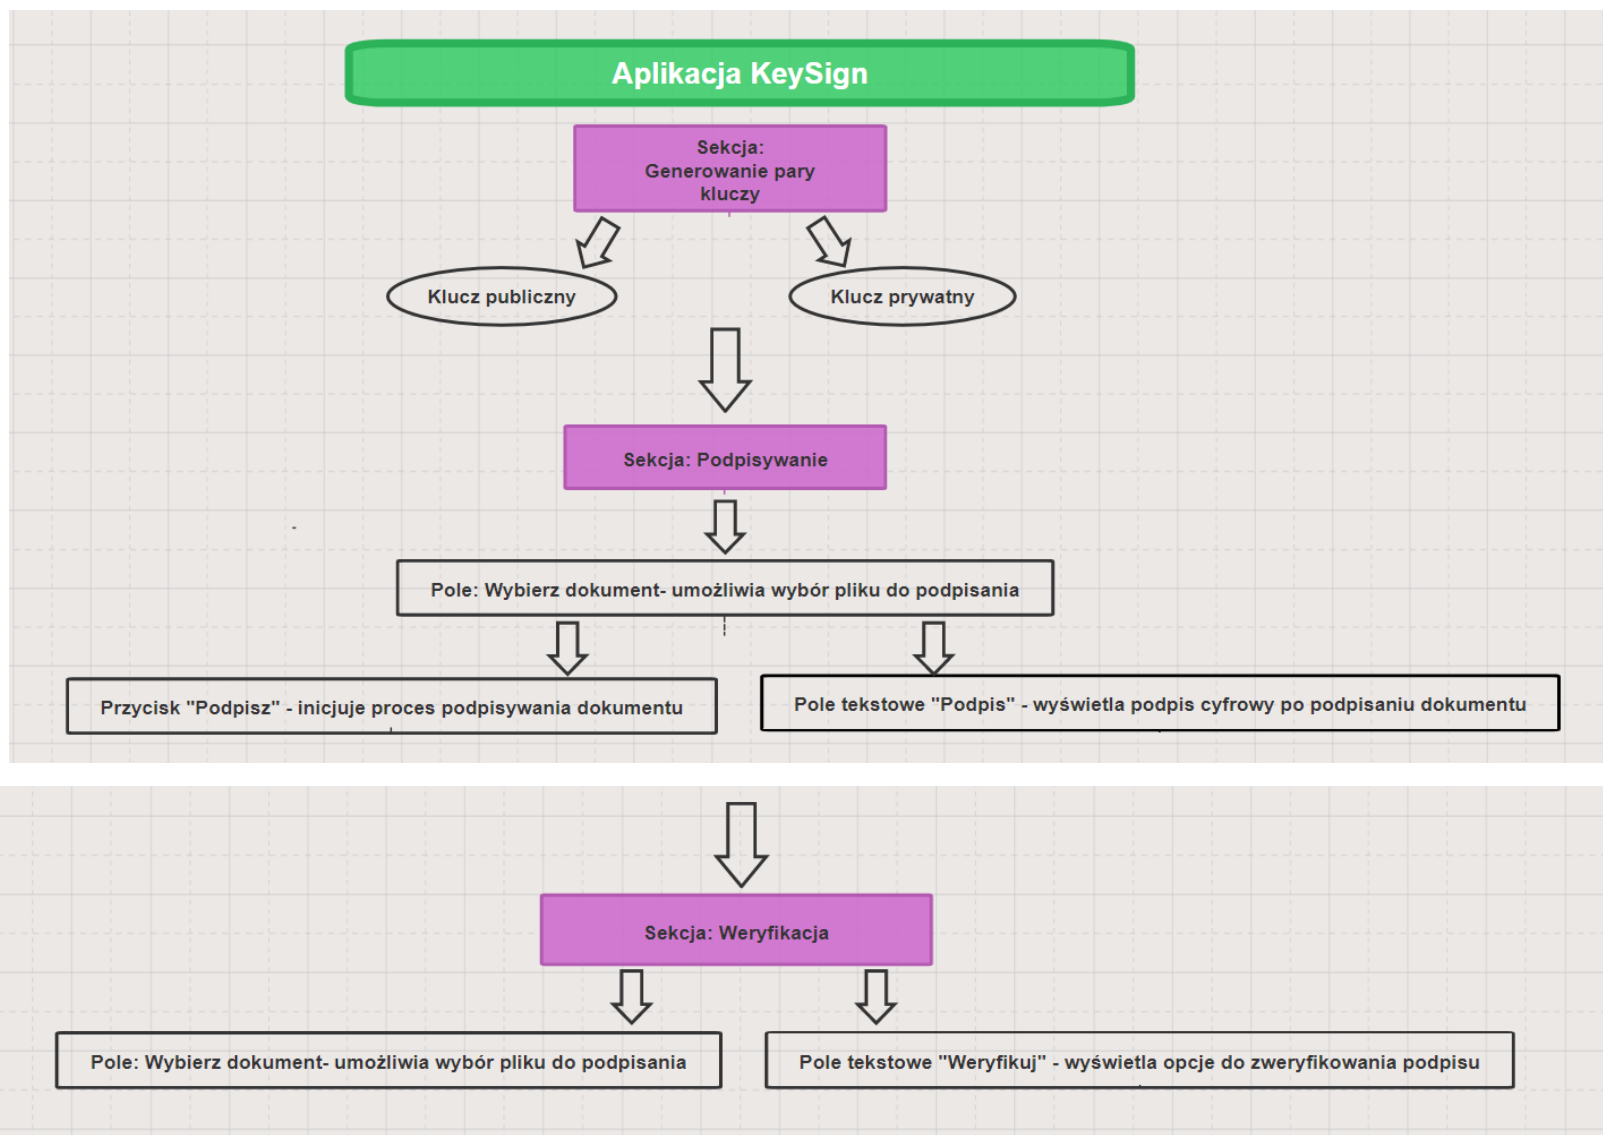 Aplikacja KeySign
Sekcja:
Generowanie pary
kluczy
Klucz publiczny
Klucz prywatny
Sekcja: Podpisywanie
Pole: Wybierz dokument- umożliwia wybór pliku do podpisania
Przycisk "Podpisz" - inicjuje proces podpisywania dokumentu
Pole tekstowe "Podpis" - wyświetla podpis cyfrowy po podpisaniu dokumentu
Sekcja: Weryfikacja
Pole: Wybierz dokument- umożliwia wybór pliku do podpisania
Pole tekstowe "Weryfikuj" - wyświetla opcje do zweryfikowania podpisu